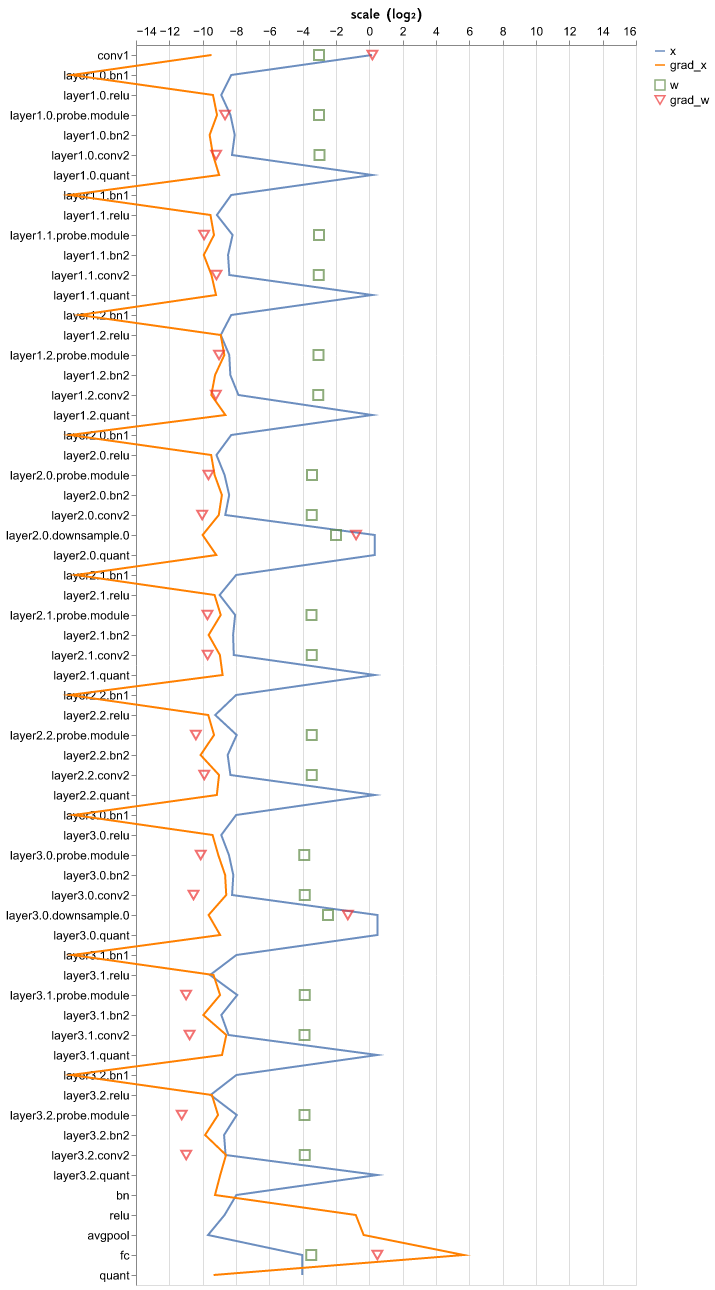 scale (log₂)
−14 −12 −10 −8 −6 −4 −2 0 2 4 6 8 10 12 14 16
x
grad_x
w
grad_w
conv1
layer1.0.bn1
layer1.0.relu
layer1.0.probe.module
layer1.0.bn2
layer1.0.conv2
layer1.0.quant
layer1.1.bn1
layer1.1.relu
layer1.1.probe.module
layer1.1.bn2
layer1.1.conv2
layer1.1.quant
layer1.2.bn1
layer1.2.relu
layer1.2.probe.module
layer1.2.bn2
layer1.2.conv2
layer1.2.quant
layer2.0.bn1
layer2.0.relu
layer2.0.probe.module
layer2.0.bn2
layer2.0.conv2
layer2.0.downsample.0
layer2.0.quant
layer2.1.bn1
layer2.1.relu
layer2.1.probe.module
layer2.1.bn2
layer2.1.conv2
layer2.1.quant
layer2.2.bn1
layer2.2.relu
layer2.2.probe.module
layer2.2.bn2
layer2.2.conv2
layer2.2.quant
layer3.0.bn1
layer3.0.relu
layer3.0.probe.module
layer3.0.bn2
layer3.0.conv2
layer3.0.downsample.0
layer3.0.quant
layer3.1.bn1
layer3.1.relu
layer3.1.probe.module
layer3.1.bn2
layer3.1.conv2
layer3.1.quant
layer3.2.bn1
layer3.2.relu
layer3.2.probe.module
layer3.2.bn2
layer3.2.conv2
layer3.2.quant
bn
relu
avgpool
fc
quant